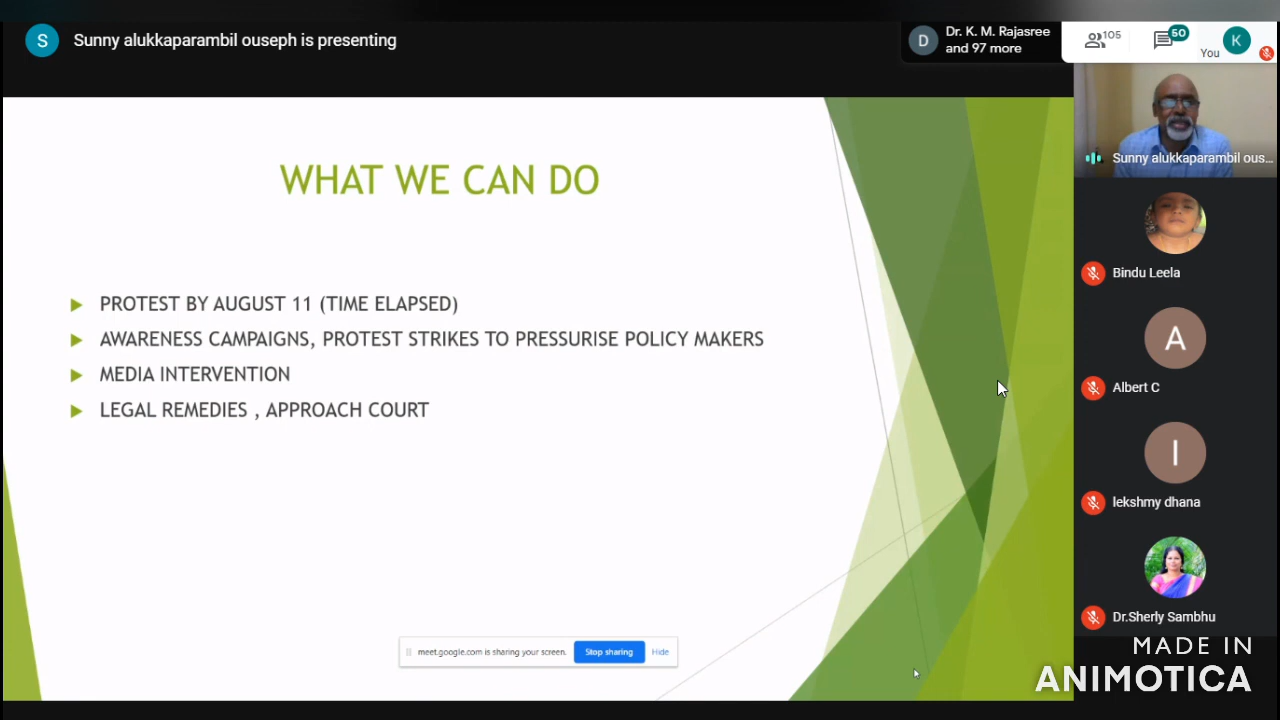 S
Sunny alukkaparambil ouseph is presenting
D
Dr. K. M. Rajasree
and 97 more
105
50
You
K
WHAT WE CAN DO
PROTEST BY AUGUST 11 (TIME ELAPSED)
AWARENESS CAMPAIGNS, PROTEST STRIKES TO PRESSURISE POLICY MAKERS
MEDIA INTERVENTION
LEGAL REMEDIES , APPROACH COURT
meet.google.com is sharing your screen.
Stop sharing
Hide
Sunny alukkaparambil ous...
Bindu Leela
A
Albert C
l
lekshmy dhana
Dr.Sherly Sambhu
MADE IN
ANIMOTICA